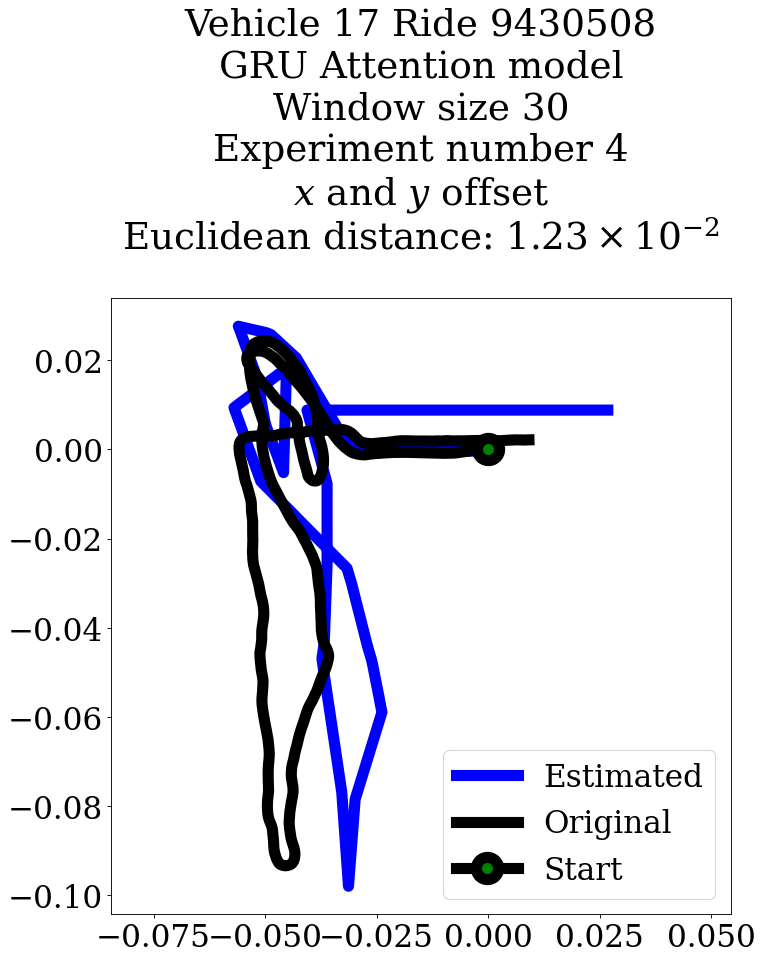 Vehicle 17 Ride 9430508
GRU Attention model
Window size 30
Experiment number 4
x and y offset
Euclidean distance: 1.23 × 10⁻²
0.02
0.00
−0.02
−0.04
−0.06
−0.08
−0.10
Estimated
Original
Start
−0.075 −0.050 −0.025 0.000 0.025 0.050